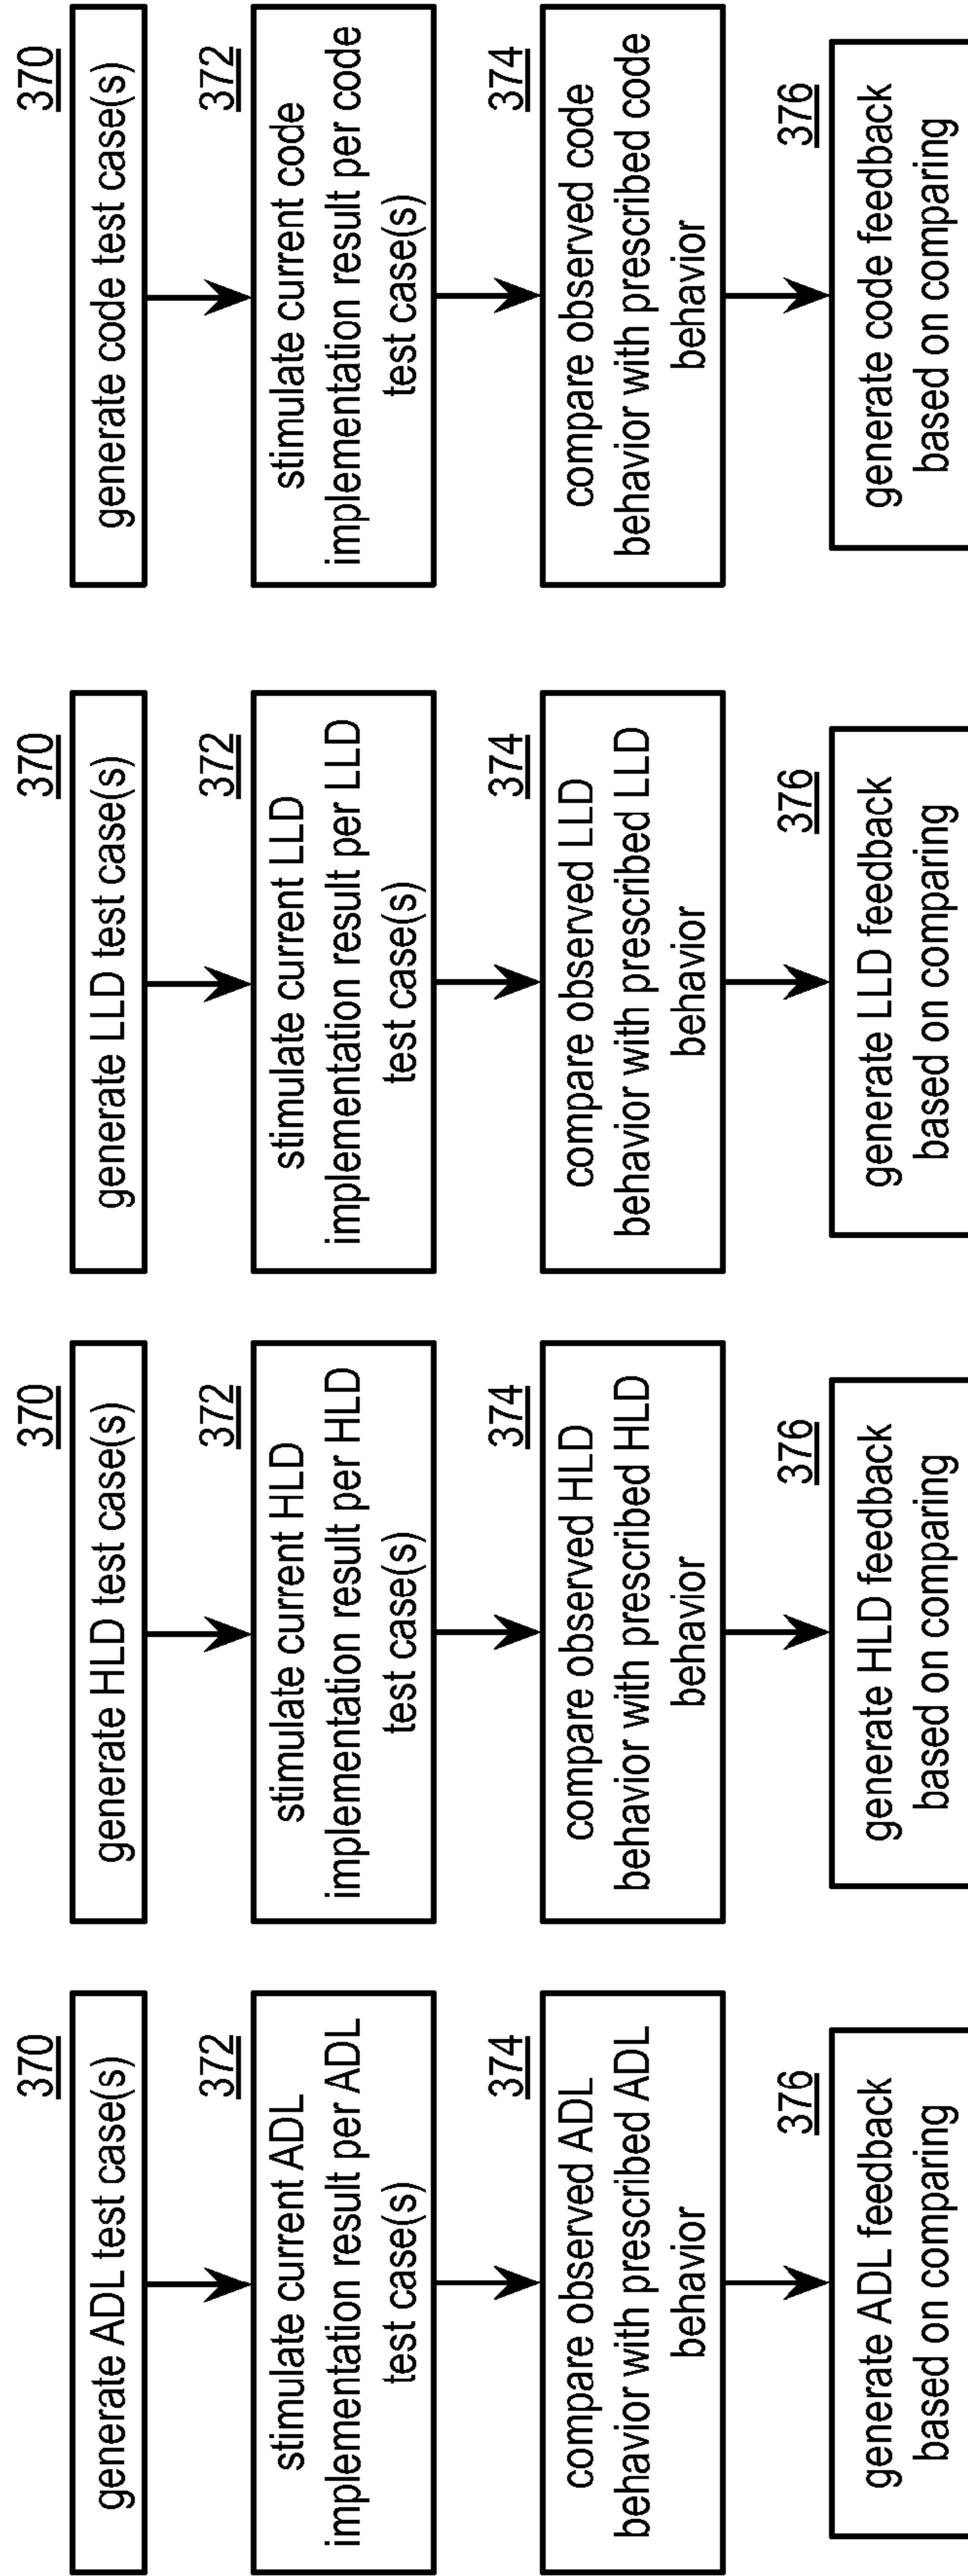 370
generate ADL test case(s)
372
stimulate current ADL
implementation result per ADL
test case(s)
374
compare observed ADL
behavior with prescribed ADL
behavior
376
generate ADL feedback
based on comparing
370
generate HLD test case(s)
372
stimulate current HLD
implementation result per HLD
test case(s)
374
compare observed HLD
behavior with prescribed HLD
behavior
376
generate HLD feedback
based on comparing
370
generate LLD test case(s)
372
stimulate current LLD
implementation result per LLD
test case(s)
374
compare observed LLD
behavior with prescribed LLD
behavior
376
generate LLD feedback
based on comparing
370
generate code test case(s)
372
stimulate current code
implementation result per code
test case(s)
374
compare observed code
behavior with prescribed code
behavior
376
generate code feedback
based on comparing